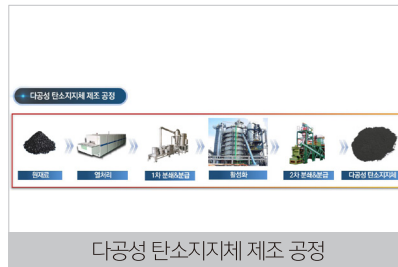 다공성 탄소지지체 제조 공정
원재료
열처리
1차 분쇄&분급
활성화
2차 분쇄&분급
다공성 탄소지지체
다공성 탄소지지체 제조 공정